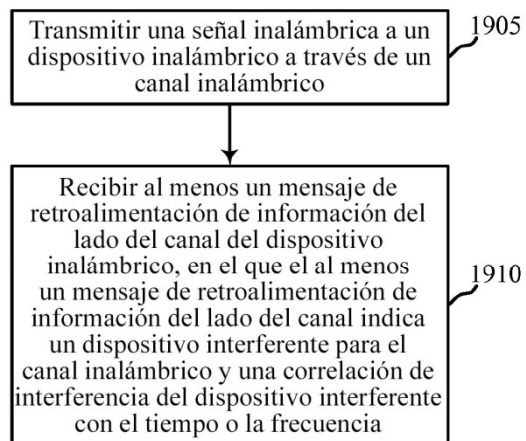 Transmitir una señal inalámbrica a un
dispositivo inalámbrico a través de un
canal inalámbrico
1905
Recibir al menos un mensaje de
retroalimentación de información del
lado del canal del dispositivo
inalámbrico, en el que el al menos
un mensaje de retroalimentación de
información del lado del canal indica
un dispositivo interferente para el
canal inalámbrico y una correlación de
interferencia del dispositivo interferente
con el tiempo o la frecuencia
1910